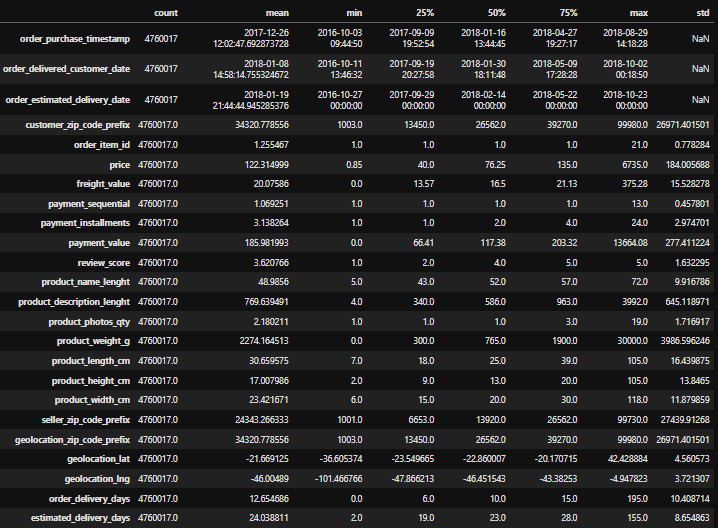 count mean min 25% 50% 75% max std
order_purchase_timestamp 4760017 2017-12-26 12:02:47.692873728 2016-10-03 09:44:50 2017-09-09 19:52:54 2018-01-16 13:44:45 2018-04-27 19:27:17 2018-08-29 14:18:28 NaN
order_delivered_customer_date 4760017 2018-01-08 14:58:14.755324672 2016-10-11 13:46:32 2017-09-19 20:27:58 2018-01-30 18:11:48 2018-05-09 17:28:28 2018-10-02 00:18:50 NaN
order_estimated_delivery_date 4760017 2018-01-19 21:44:44.945285376 2016-10-27 00:00:00 2017-09-29 00:00:00 2018-02-14 00:00:00 2018-05-22 00:00:00 2018-10-23 00:00:00 NaN
customer_zip_code_prefix 4760017.0 34320.778556 1003.0 13450.0 26562.0 39270.0 99980.0 26971.401501
order_item_id 4760017.0 1.255467 1.0 1.0 1.0 1.0 21.0 0.778284
price 4760017.0 122.314999 0.85 40.0 76.25 135.0 6735.0 184.005688
freight_value 4760017.0 20.07586 0.0 13.57 16.5 21.13 375.28 15.528278
payment_sequential 4760017.0 1.069251 1.0 1.0 1.0 1.0 13.0 0.457801
payment_installments 4760017.0 3.138264 1.0 1.0 2.0 4.0 24.0 2.974701
payment_value 4760017.0 185.981993 0.0 66.41 117.38 203.32 13664.08 277.411224
review_score 4760017.0 3.620766 1.0 2.0 4.0 5.0 5.0 1.632295
product_name_lenght 4760017.0 48.9856 5.0 43.0 52.0 57.0 72.0 9.916786
product_description_lenght 4760017.0 769.639491 4.0 340.0 586.0 963.0 3992.0 645.118971
product_photos_qty 4760017.0 2.180211 1.0 1.0 1.0 3.0 19.0 1.716917
product_weight_g 4760017.0 2274.164513 0.0 300.0 765.0 1900.0 30000.0 3986.596246
product_length_cm 4760017.0 30.659575 7.0 18.0 25.0 39.0 105.0 16.439875
product_height_cm 4760017.0 17.007986 2.0 9.0 13.0 20.0 105.0 13.8465
product_width_cm 4760017.0 23.421671 6.0 15.0 20.0 30.0 118.0 11.879859
seller_zip_code_prefix 4760017.0 24343.266333 1001.0 6653.0 13920.0 26562.0 99730.0 27439.91268
geolocation_zip_code_prefix 4760017.0 34320.778556 1003.0 13450.0 26562.0 39270.0 99980.0 26971.401501
geolocation_lat 4760017.0 -21.669125 -36.605374 -23.549665 -22.860007 -20.170715 42.428884 4.560573
geolocation_lng 4760017.0 -46.00489 -101.466766 -47.866213 -46.451543 -43.38253 -4.947823 3.721307
order_delivery_days 4760017.0 12.654686 0.0 6.0 10.0 15.0 195.0 10.408714
estimated_delivery_days 4760017.0 24.038811 2.0 19.0 23.0 28.0 155.0 8.654863